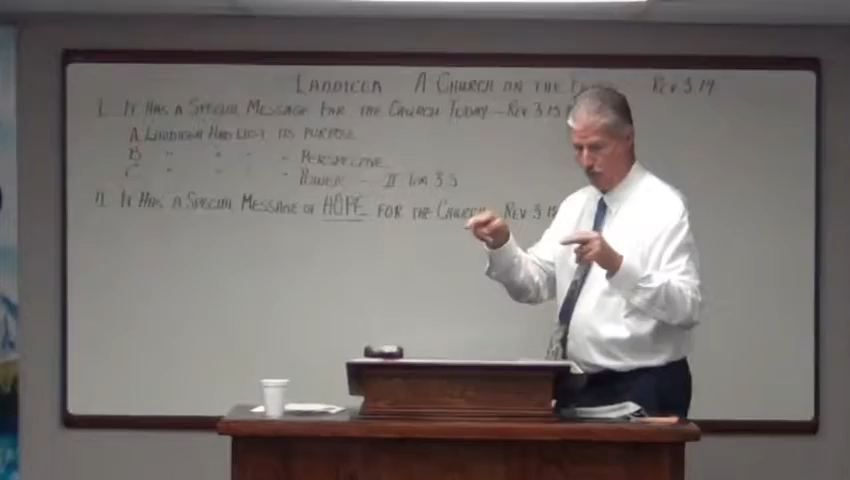 LAODICEA A CHURCH ON THE REV 3:14
I. IT HAS A SPECIAL MESSAGE FOR THE CHURCH TODAY - REV 3:15
A LAODICEA HAD LOST ITS PURPOSE
B " " " " PERSPECTIVE
C " " " " POWER - II TIM 3:5
II. IT HAS A SPECIAL MESSAGE OF HOPE FOR THE CHURCH - REV 3:18